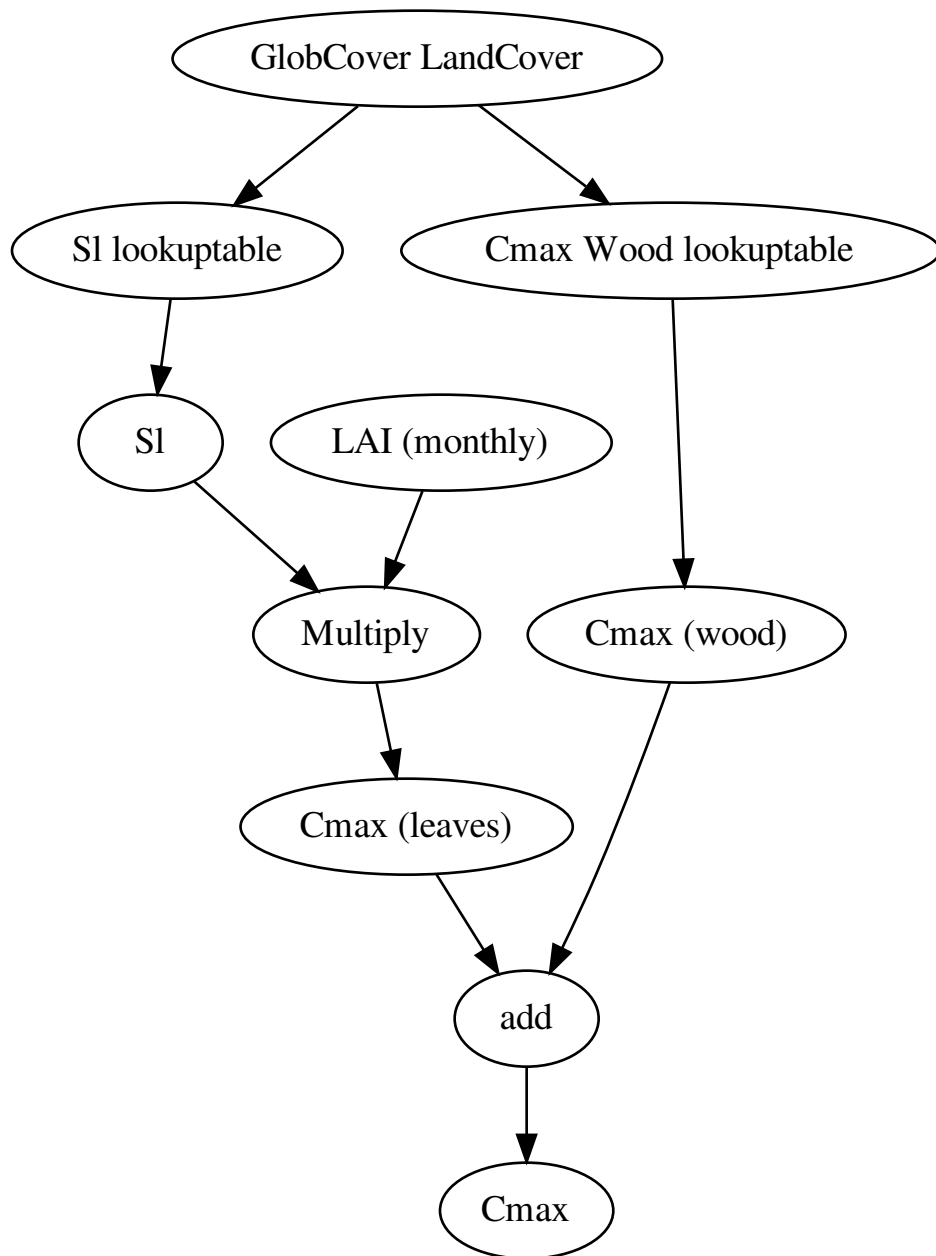 GlobCover LandCover
Sl lookuptable
Cmax Wood lookuptable
Sl
LAI (monthly)
Multiply
Cmax (wood)
Cmax (leaves)
add
Cmax